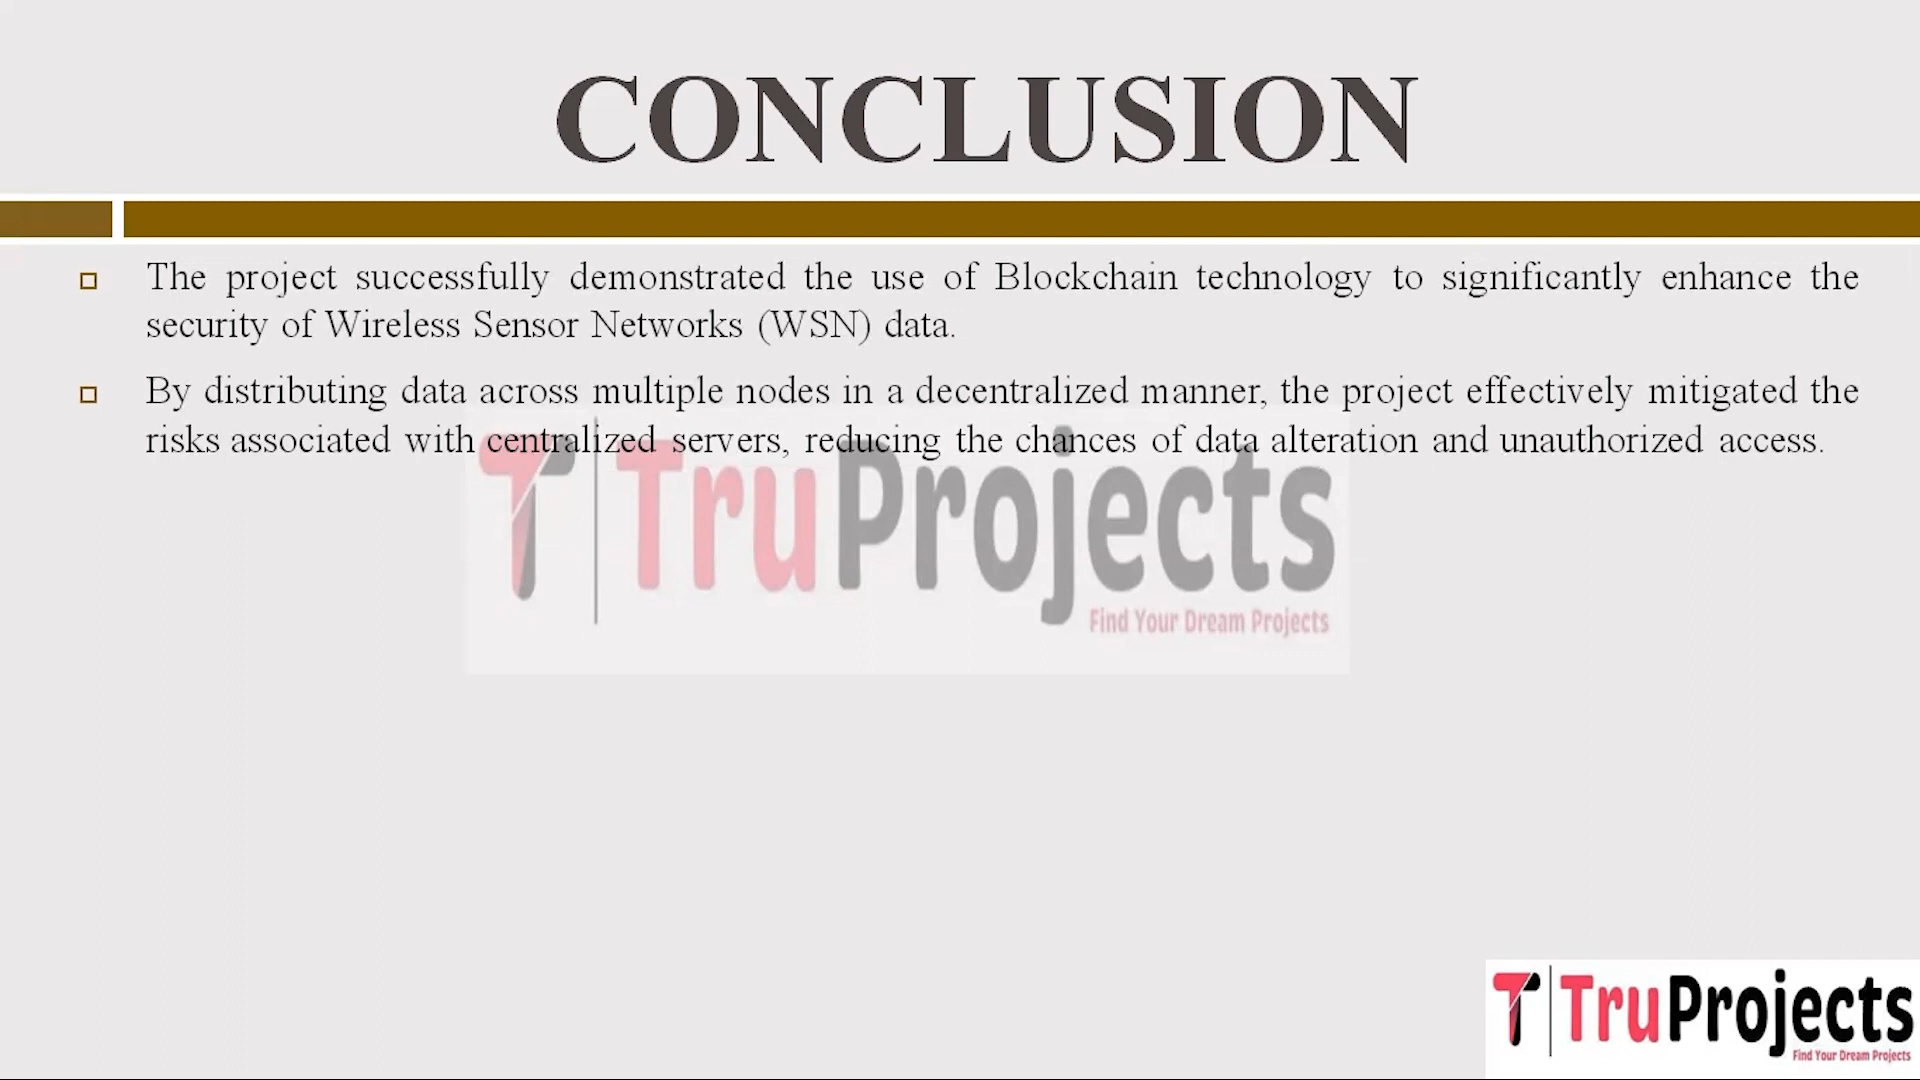 CONCLUSION
The project successfully demonstrated the use of Blockchain technology to significantly enhance the
security of Wireless Sensor Networks (WSN) data.
By distributing data across multiple nodes in a decentralized manner, the project effectively mitigated the
risks associated with centralized servers, reducing the chances of data alteration and unauthorized access.
TruProjects
Find Your Dream Projects
TruProjects
Find Your Dream Projects